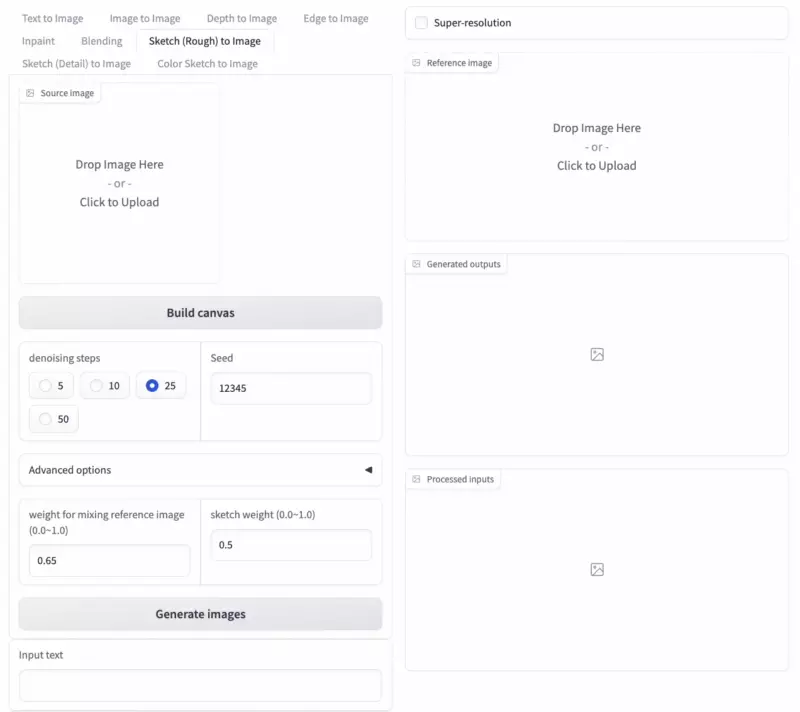 Text to Image Image to Image Depth to Image Edge to Image
Inpaint Blending Sketch (Rough) to Image
Sketch (Detail) to Image Color Sketch to Image
Source image
Drop Image Here
- or -
Click to Upload
Build canvas
denoising steps
5 10 25
50
Seed
12345
Advanced options
weight for mixing reference image
(0.0~1.0)
0.65
sketch weight (0.0~1.0)
0.5
Generate images
Input text
Super-resolution
Reference image
Drop Image Here
- or -
Click to Upload
Generated outputs
Processed inputs